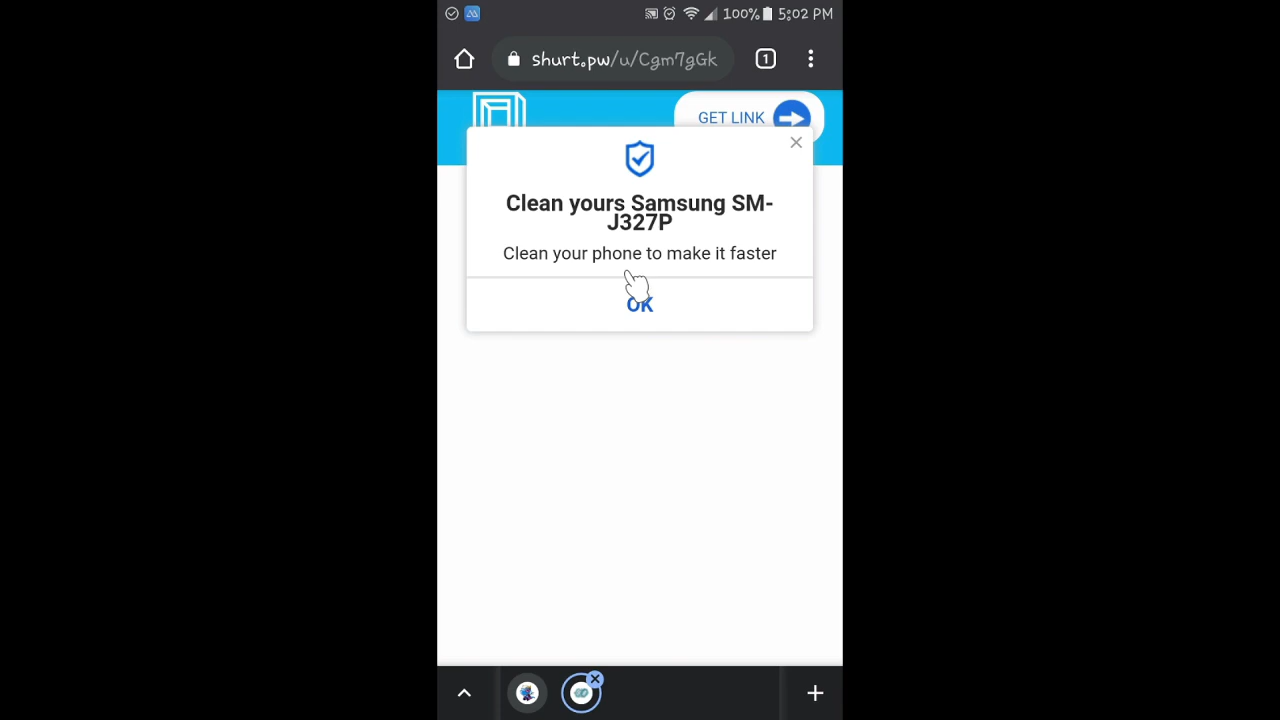 100% 5:02 PM
shurt.pw/u/Cgm7gGk
1
GET LINK
Clean yours Samsung SM-
J327P
Clean your phone to make it faster
OK